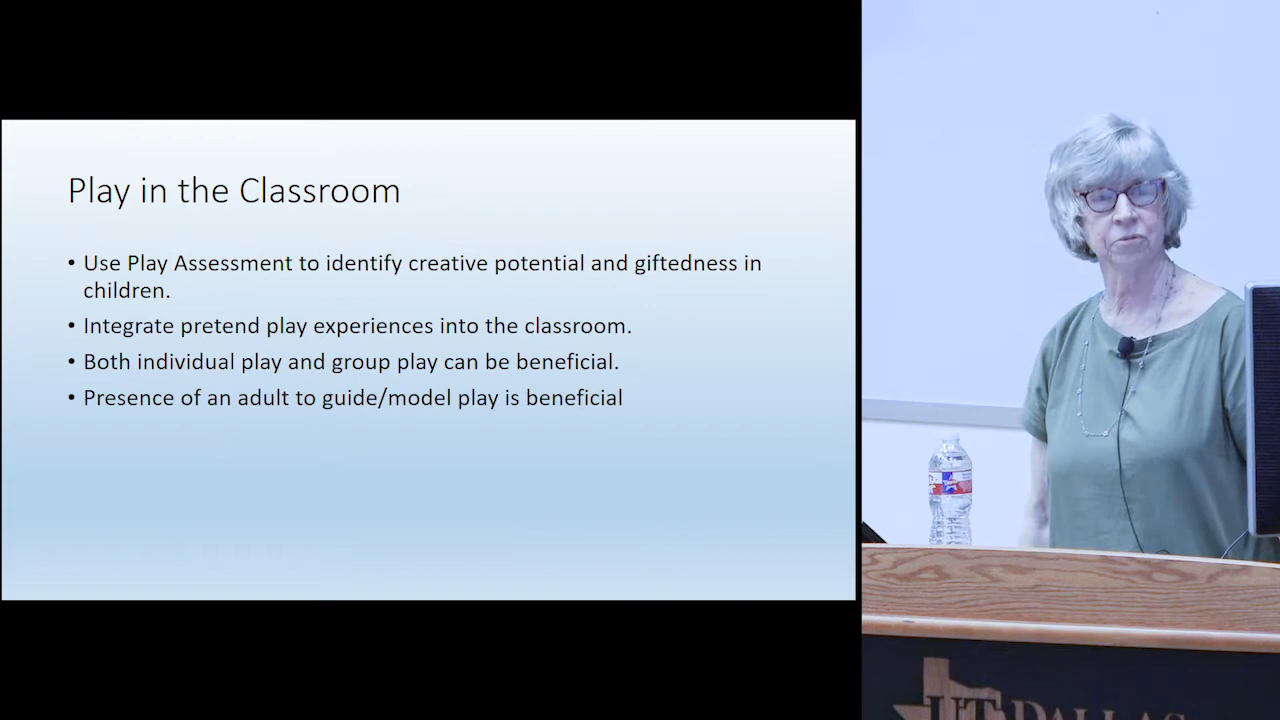 Play in the Classroom
• Use Play Assessment to identify creative potential and giftedness in
children.
• Integrate pretend play experiences into the classroom.
• Both individual play and group play can be beneficial.
• Presence of an adult to guide/model play is beneficial
UT DALLAS